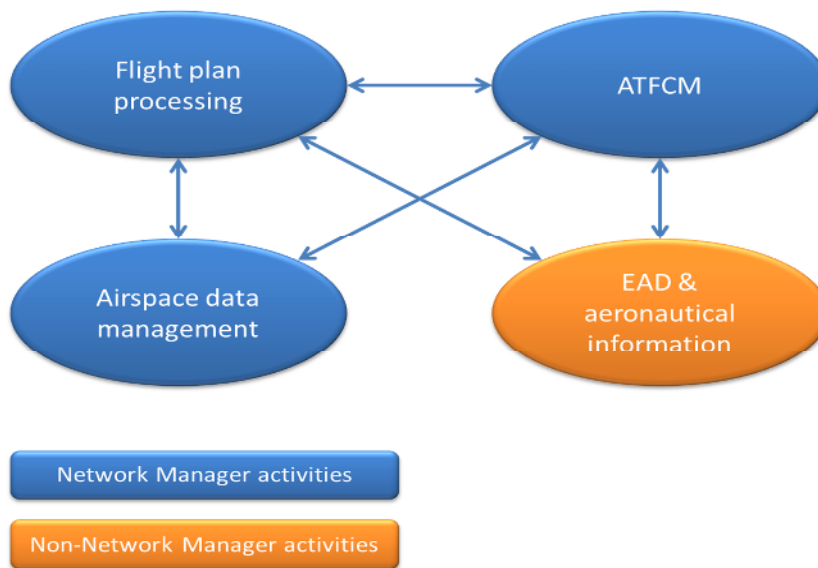 Flight plan
processing
ATFCM
Airspace data
management
EAD &
aeronautical
information
Network Manager activities
Non-Network Manager activities